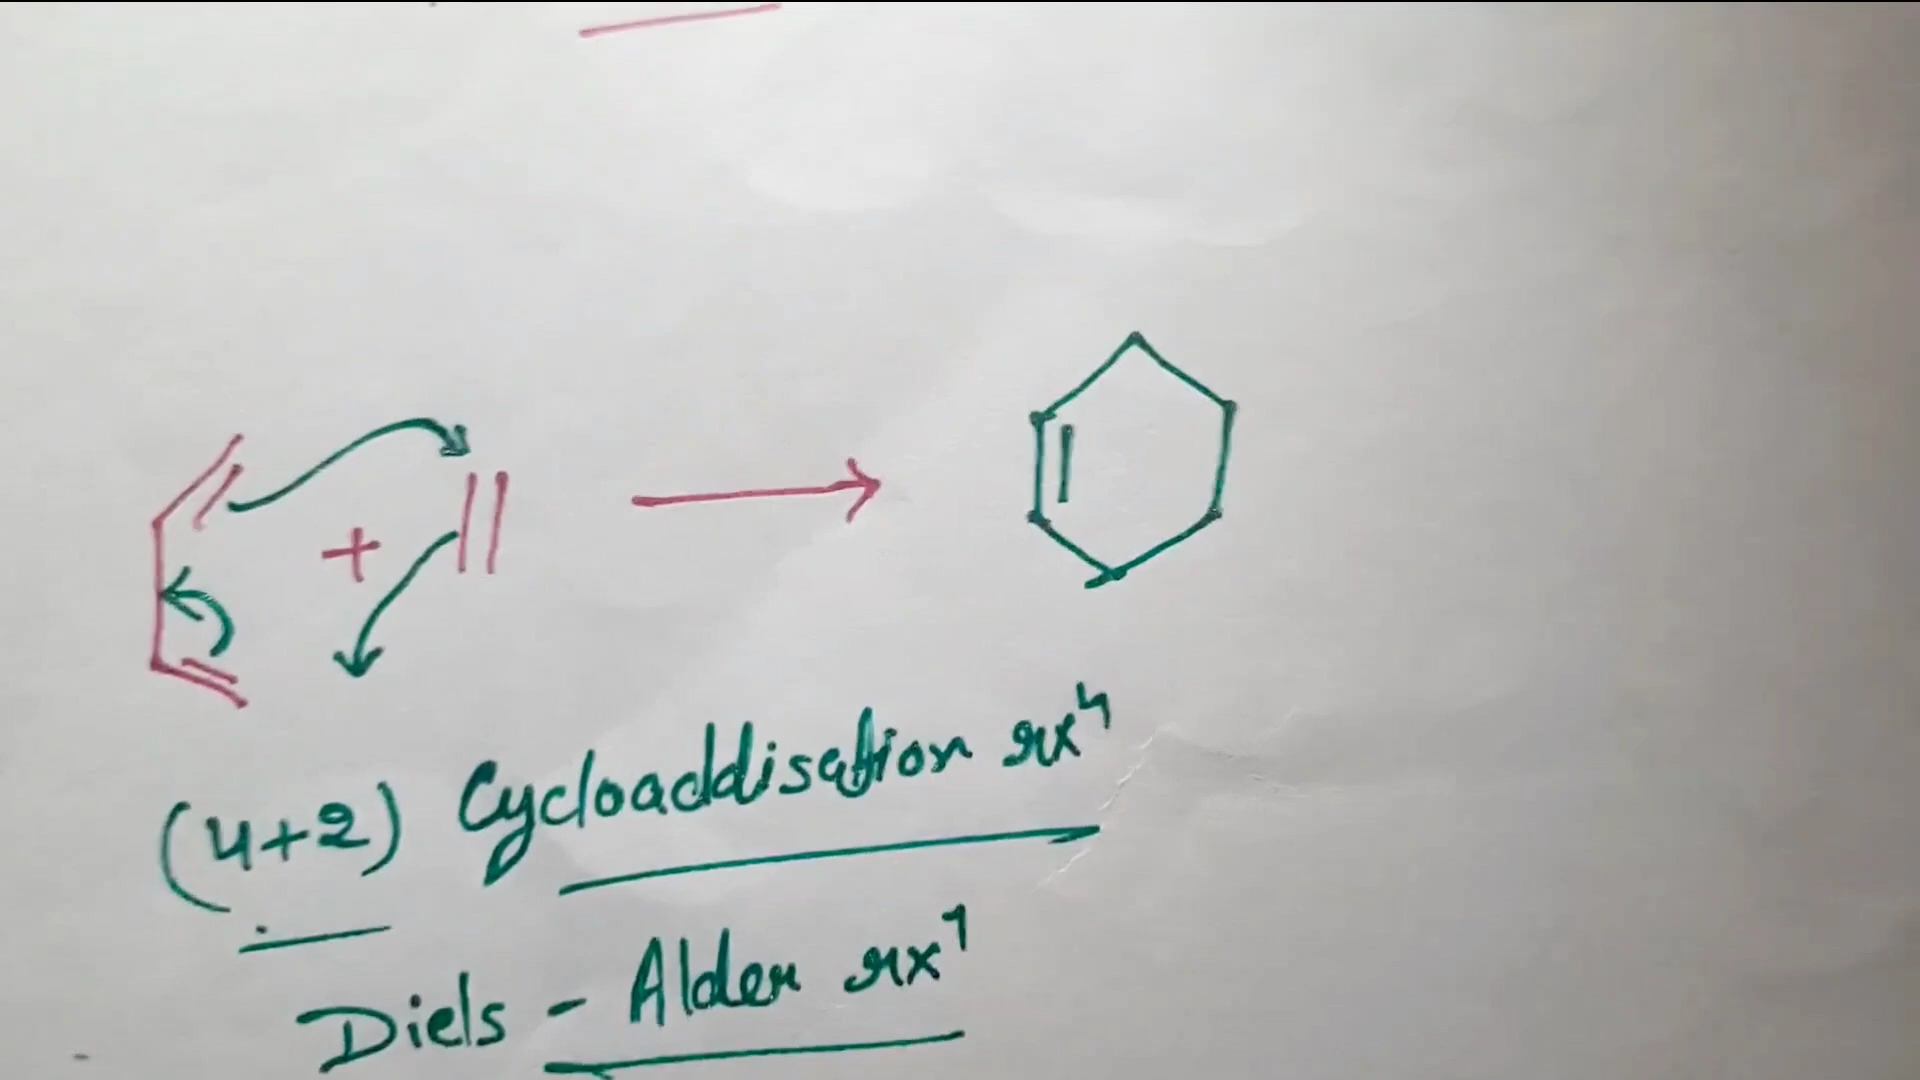 +
(4+2) Cycloaddisation rxn
Diels - Alder rxn